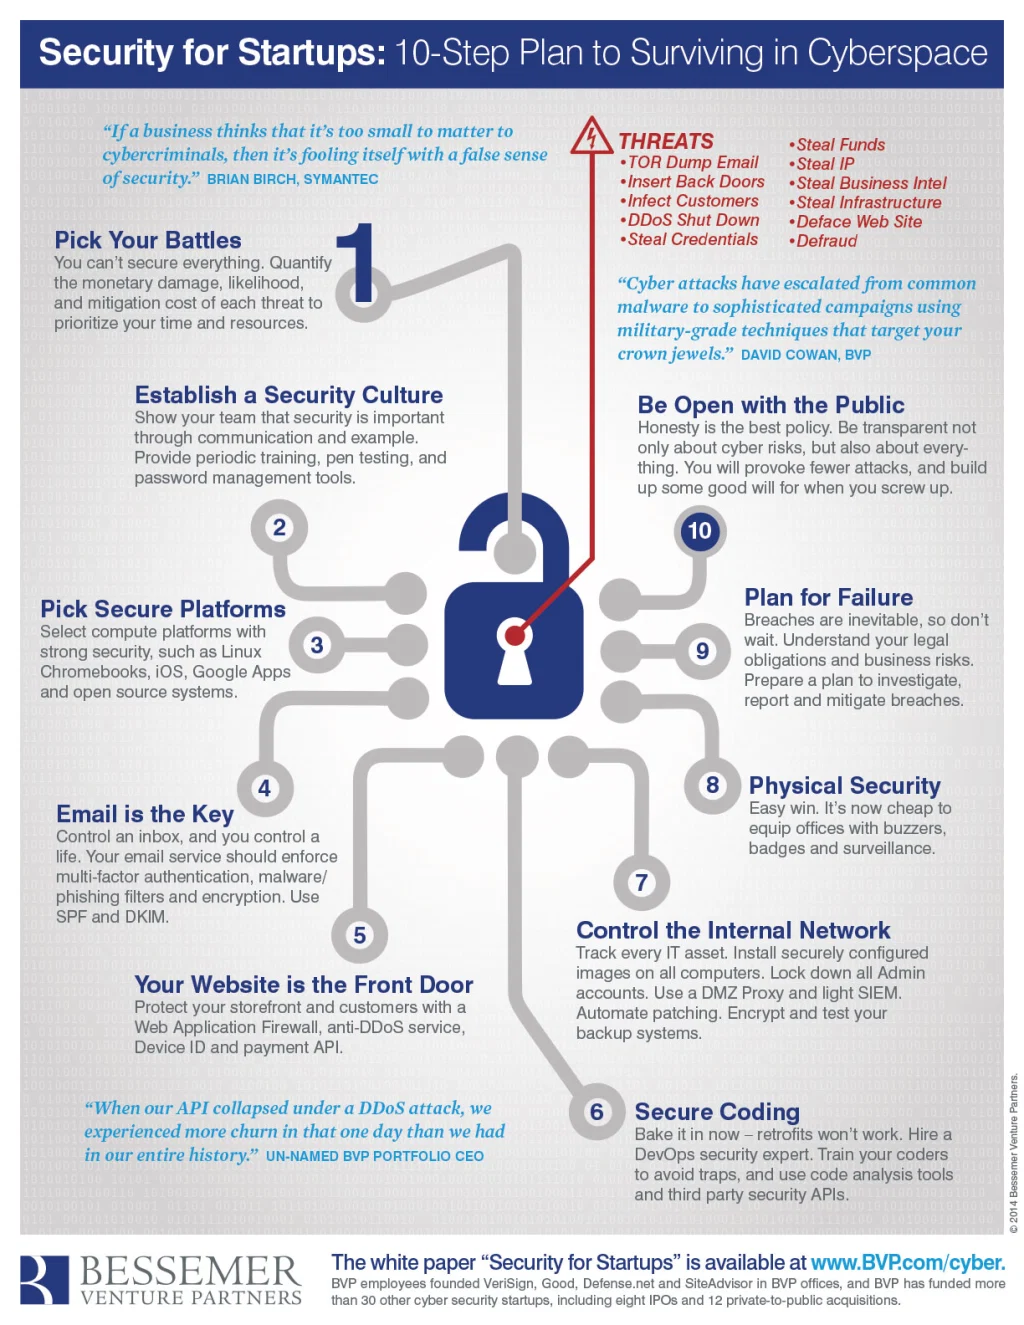 Security for Startups: 10-Step Plan to Surviving in Cyberspace
“If a business thinks that it’s too small to matter to
cybercriminals, then it’s fooling itself with a false sense
of security.” BRIAN BIRCH, SYMANTEC
THREATS
•TOR Dump Email
•Insert Back Doors
•Infect Customers
•DDoS Shut Down
•Steal Credentials
•Steal Funds
•Steal IP
•Steal Business Intel
•Steal Infrastructure
•Deface Web Site
•Defraud
“Cyber attacks have escalated from common
malware to sophisticated campaigns using
military-grade techniques that target your
crown jewels.” DAVID COWAN, BVP
1
Pick Your Battles
You can’t secure everything. Quantify
the monetary damage, likelihood,
and mitigation cost of each threat to
prioritize your time and resources.
Establish a Security Culture
Show your team that security is important
through communication and example.
Provide periodic training, pen testing, and
password management tools.
2
Pick Secure Platforms
Select compute platforms with
strong security, such as Linux
Chromebooks, iOS, Google Apps
and open source systems.
3
4
Email is the Key
Control an inbox, and you control a
life. Your email service should enforce
multi-factor authentication, malware/
phishing filters and encryption. Use
SPF and DKIM.
5
Your Website is the Front Door
Protect your storefront and customers with a
Web Application Firewall, anti-DDoS service,
Device ID and payment API.
6
Secure Coding
Bake it in now – retrofits won’t work. Hire a
DevOps security expert. Train your coders
to avoid traps, and use code analysis tools
and third party security APIs.
7
Control the Internal Network
Track every IT asset. Install securely configured
images on all computers. Lock down all Admin
accounts. Use a DMZ Proxy and light SIEM.
Automate patching. Encrypt and test your
backup systems.
8
Physical Security
Easy win. It’s now cheap to
equip offices with buzzers,
badges and surveillance.
9
Plan for Failure
Breaches are inevitable, so don’t
wait. Understand your legal
obligations and business risks.
Prepare a plan to investigate,
report and mitigate breaches.
Be Open with the Public
Honesty is the best policy. Be transparent not
only about cyber risks, but also about every-
thing. You will provoke fewer attacks, and build
up some good will for when you screw up.
10
“When our API collapsed under a DDoS attack, we
experienced more churn in that one day than we had
in our entire history.” UN-NAMED BVP PORTFOLIO CEO
© 2014 Bessemer Venture Partners.
BESSEMER
VENTURE PARTNERS
The white paper “Security for Startups” is available at www.BVP.com/cyber.
BVP employees founded VeriSign, Good, Defense.net and SiteAdvisor in BVP offices, and BVP has funded more
than 30 other cyber security startups, including eight IPOs and 12 private-to-public acquisitions.